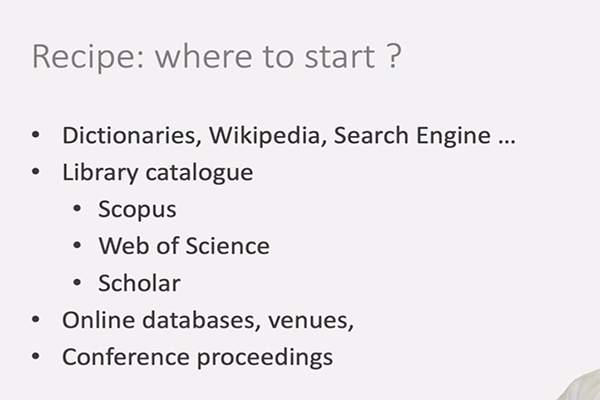 Recipe: where to start ?
• Dictionaries, Wikipedia, Search Engine ...
• Library catalogue
• Scopus
• Web of Science
• Scholar
• Online databases, venues,
• Conference proceedings